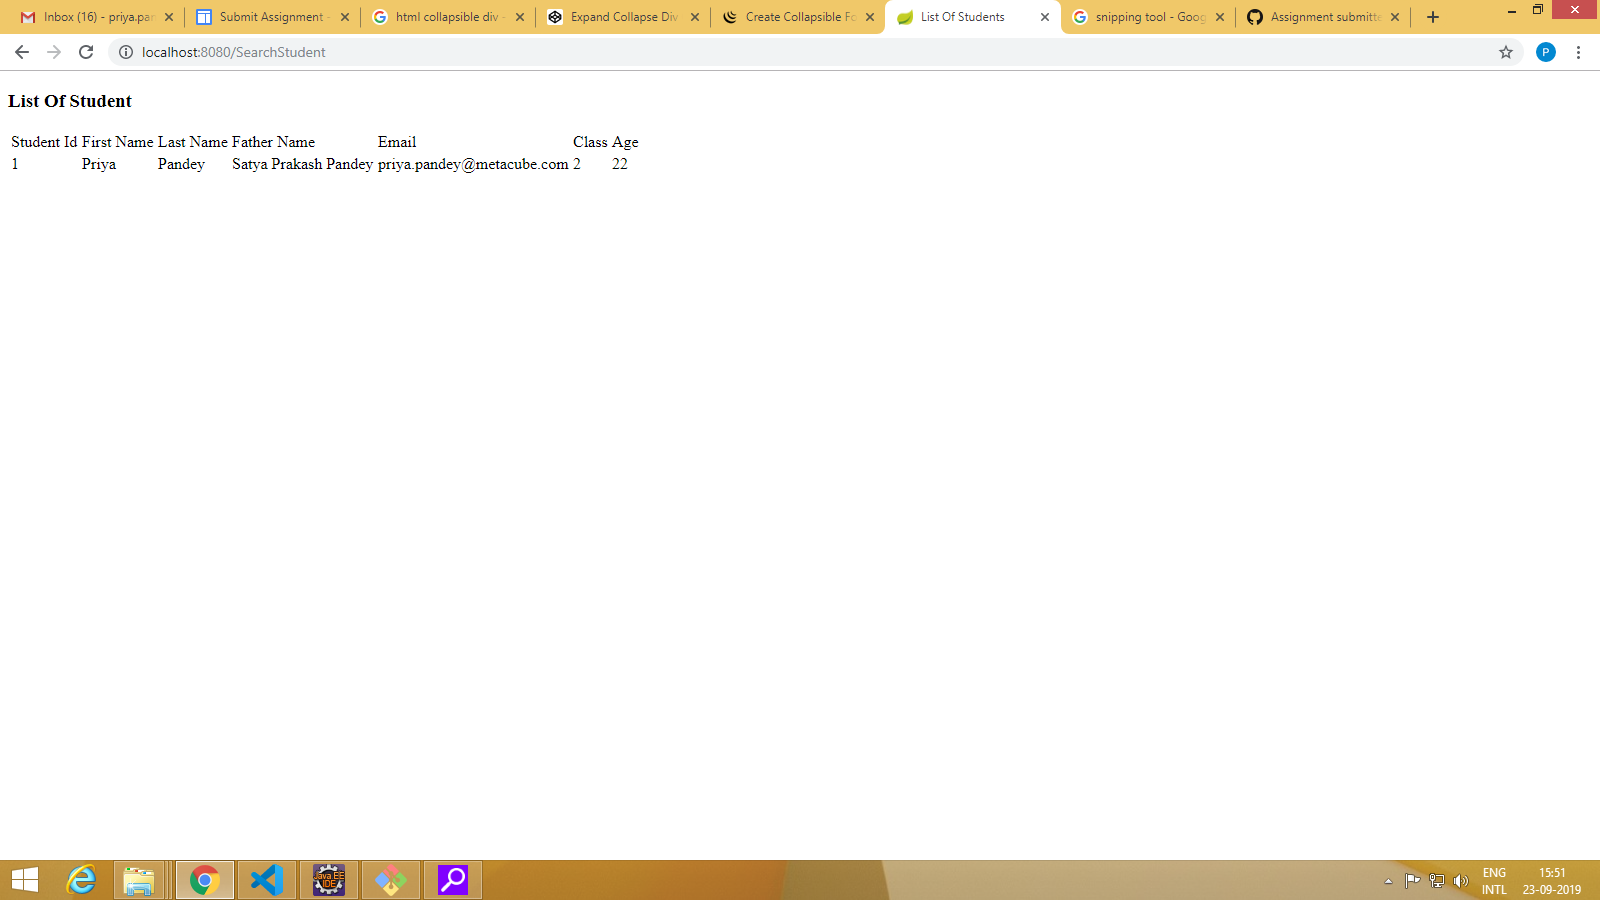 Inbox (16) - priya.pan
Submit Assignment -
html collapsible div -
Expand Collapse Div
Create Collapsible Fo
List Of Students
snipping tool - Goog
Assignment submitte
localhost:8080/SearchStudent
P
List Of Student
Student Id First Name Last Name Father Name Email Class Age
1 Priya Pandey Satya Prakash Pandey priya.pandey@metacube.com 2 22
Java EE
IDE
ENG
INTL
15:51
23-09-2019